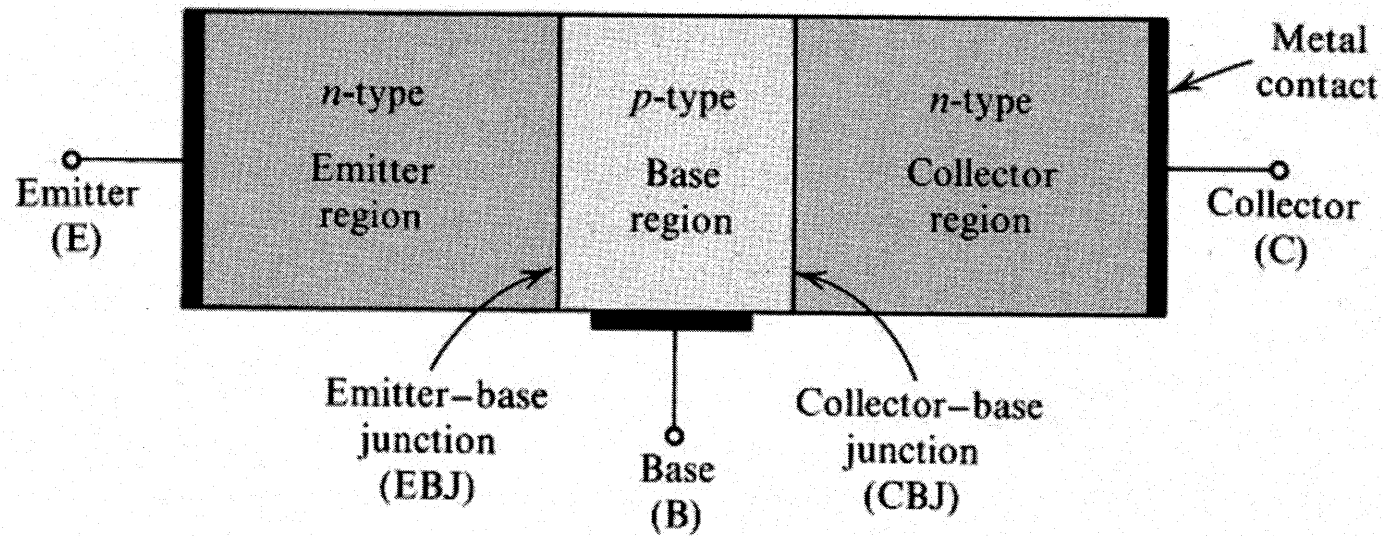 n-type
Emitter
region
p-type
Base
region
n-type
Collector
region
Metal
contact
Emitter
(E)
Collector
(C)
Emitter–base
junction
(EBJ)
Base
(B)
Collector–base
junction
(CBJ)